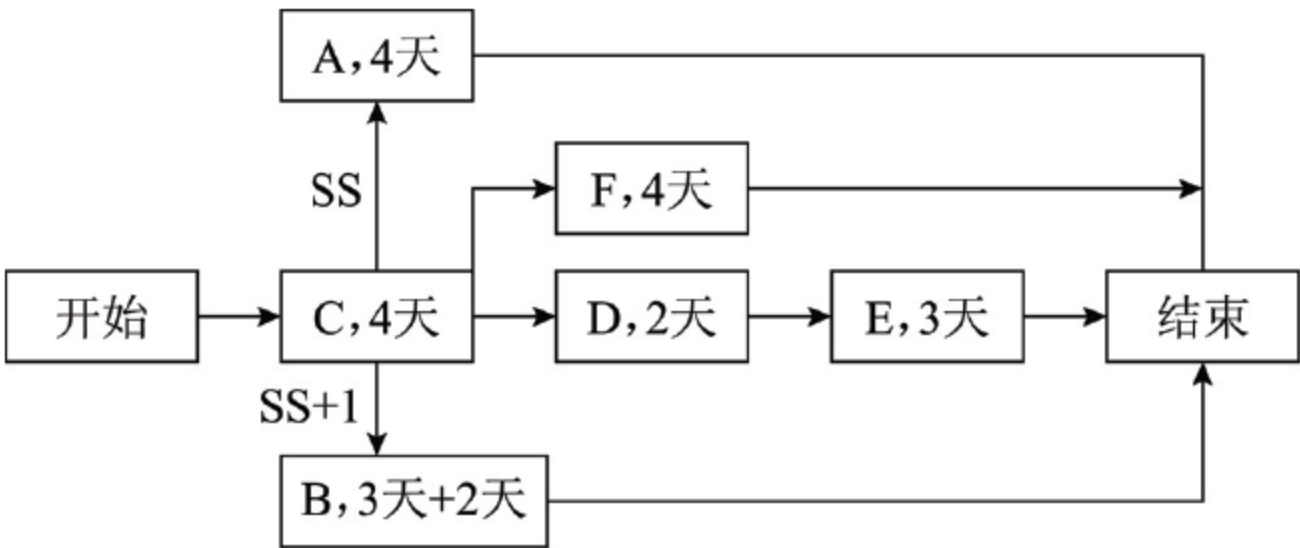 A,4天
SS
F,4天
开始
C,4天
D,2天
E,3天
结束
SS+1
B,3天+2天